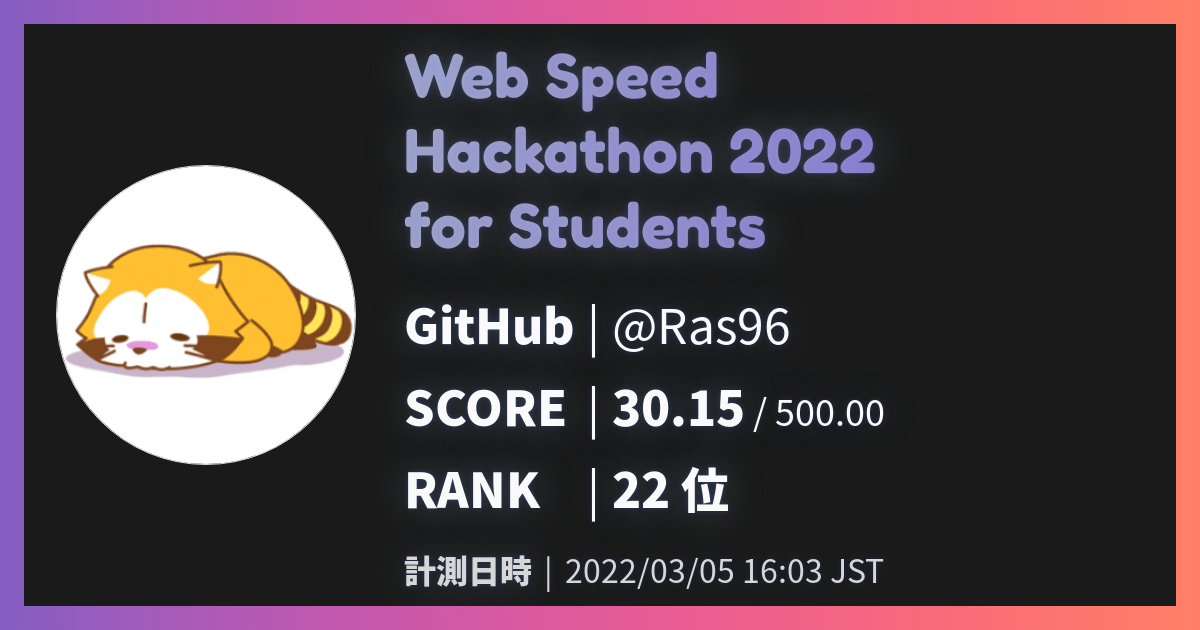 Web Speed
Hackathon 2022
for Students
GitHub | @Ras96
SCORE | 30.15 / 500.00
RANK | 22 位
計測日時 | 2022/03/05 16:03 JST